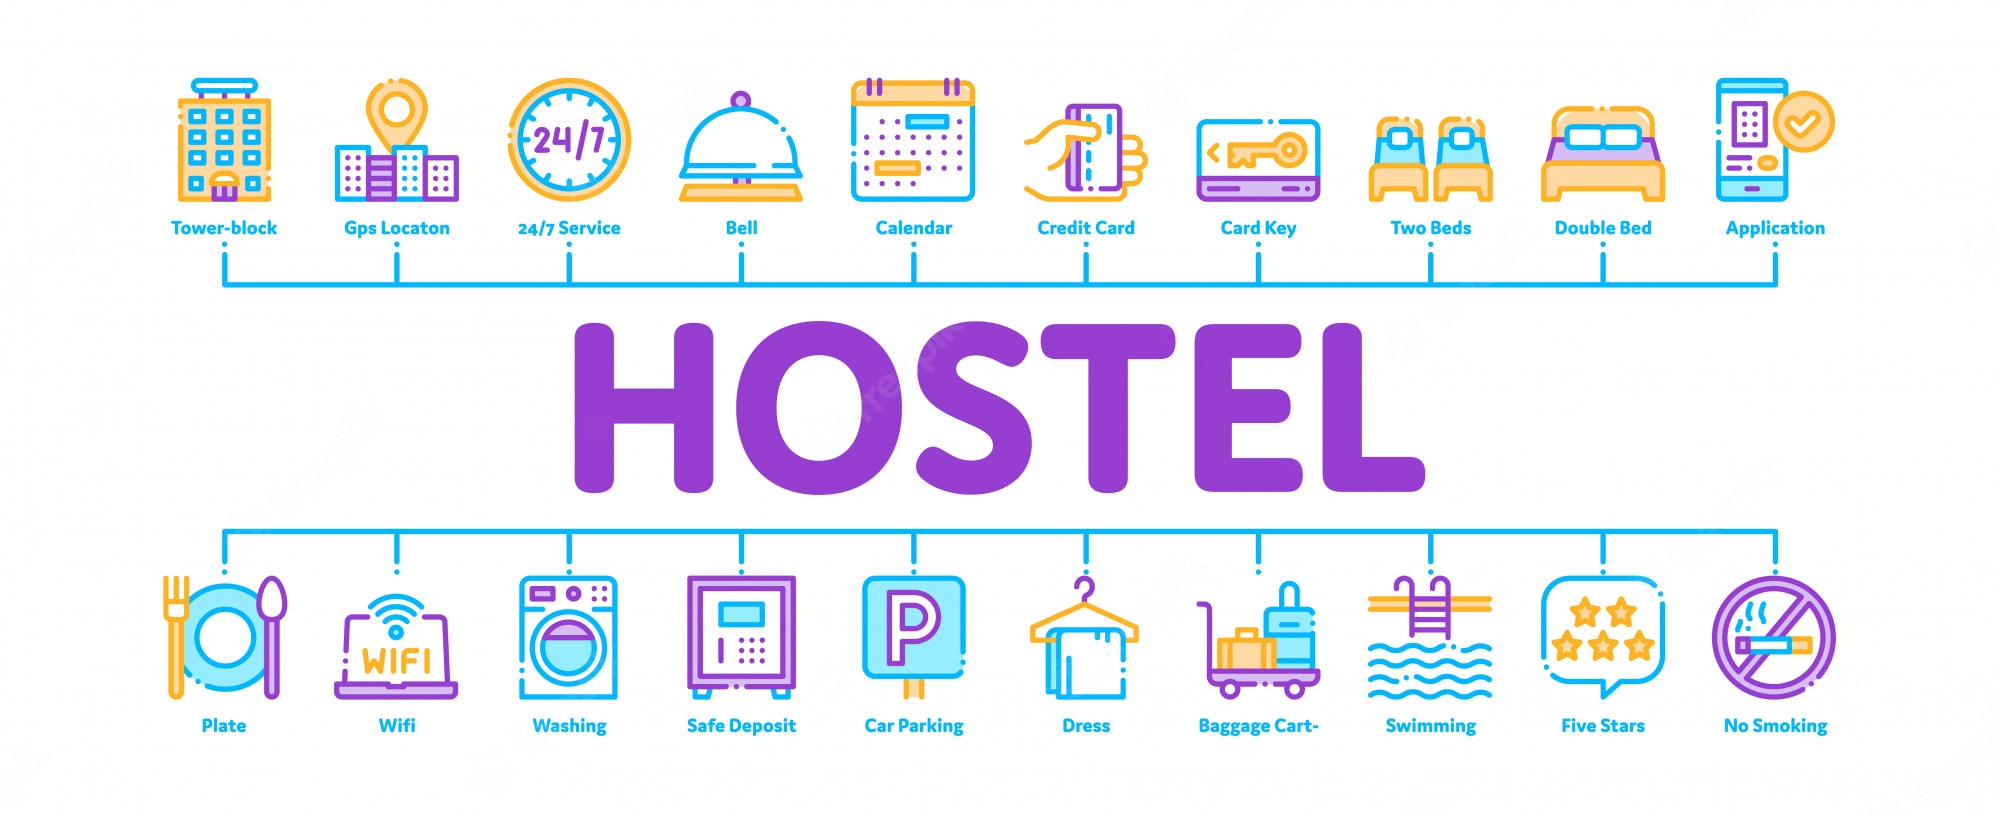 24/7
Tower-block
Gps Locaton
24/7 Service
Bell
Calendar
Credit Card
Card Key
Two Beds
Double Bed
Application
HOSTEL
WIFI
P
Plate
Wifi
Washing
Safe Deposit
Car Parking
Dress
Baggage Cart-
Swimming
Five Stars
No Smoking